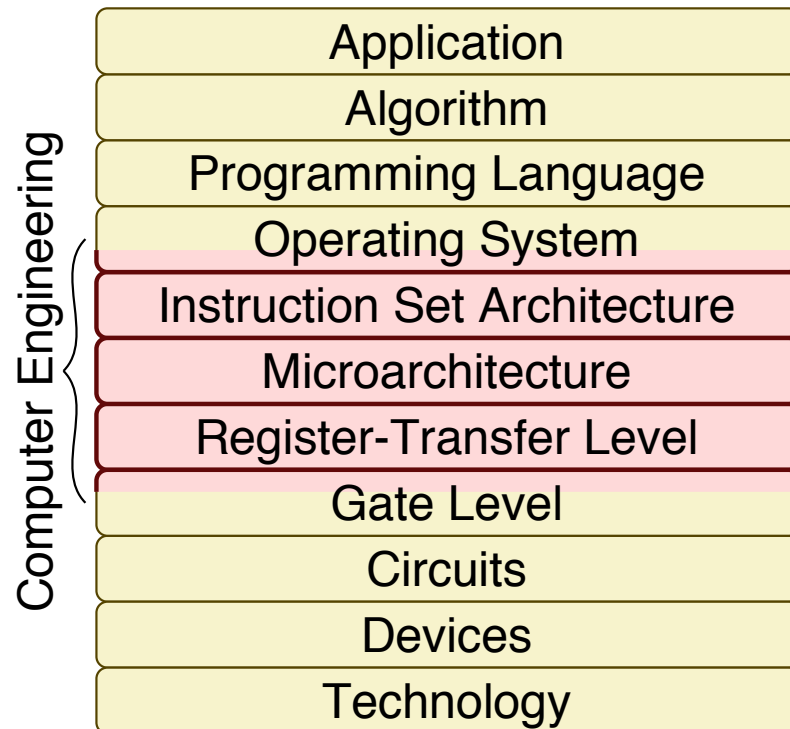 Computer Engineering
Application
Algorithm
Programming Language
Operating System
Instruction Set Architecture
Microarchitecture
Register-Transfer Level
Gate Level
Circuits
Devices
Technology